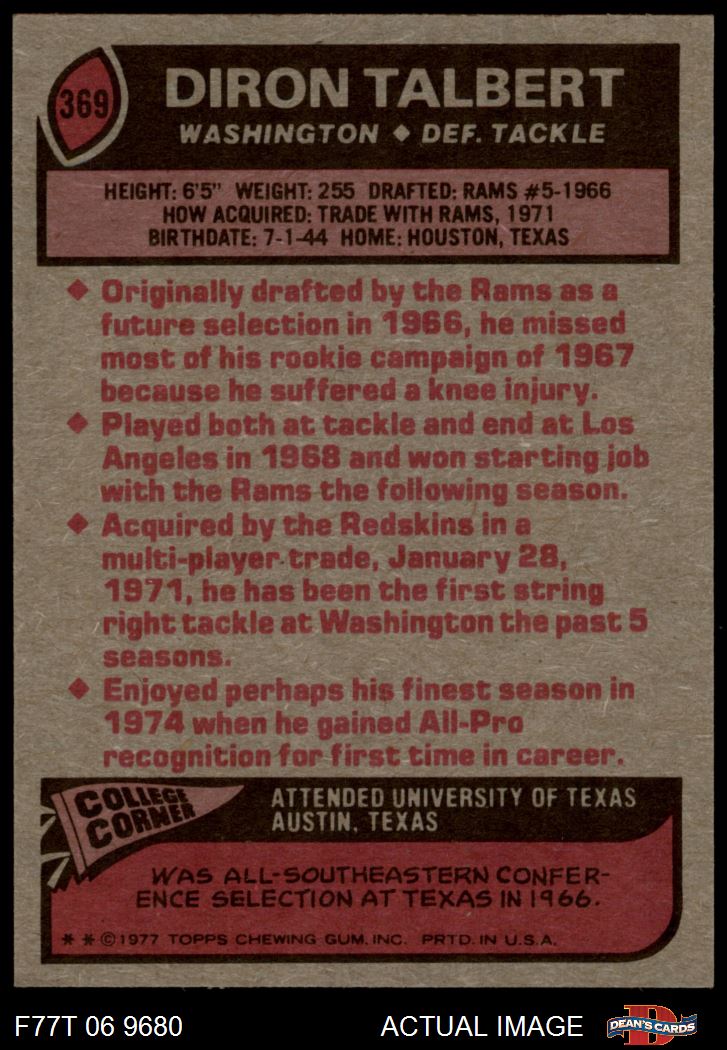 369
DIRON TALBERT
WASHINGTON ◆ DEF. TACKLE
HEIGHT: 6'5" WEIGHT: 255 DRAFTED: RAMS #5-1966
HOW ACQUIRED: TRADE WITH RAMS, 1971
BIRTHDATE: 7-1-44 HOME: HOUSTON, TEXAS
◆ Originally drafted by the Rams as a
future selection in 1966, he missed
most of his rookie campaign of 1967
because he suffered a knee injury.
◆ Played both at tackle and end at Los
Angeles in 1968 and won starting job
with the Rams the following season.
◆ Acquired by the Redskins in a
multi-player trade, January 28,
1971, he has been the first string
right tackle at Washington the past 5
seasons.
◆ Enjoyed perhaps his finest season in
1974 when he gained All-Pro
recognition for first time in career.
COLLEGE
CORNER
ATTENDED UNIVERSITY OF TEXAS
AUSTIN, TEXAS
WAS ALL-SOUTHEASTERN CONFER-
ENCE SELECTION AT TEXAS IN 1966.
* * ©1977 TOPPS CHEWING GUM, INC. PRTD. IN U.S.A.
F77T 06 9680
ACTUAL IMAGE
D
DEAN'S CARDS